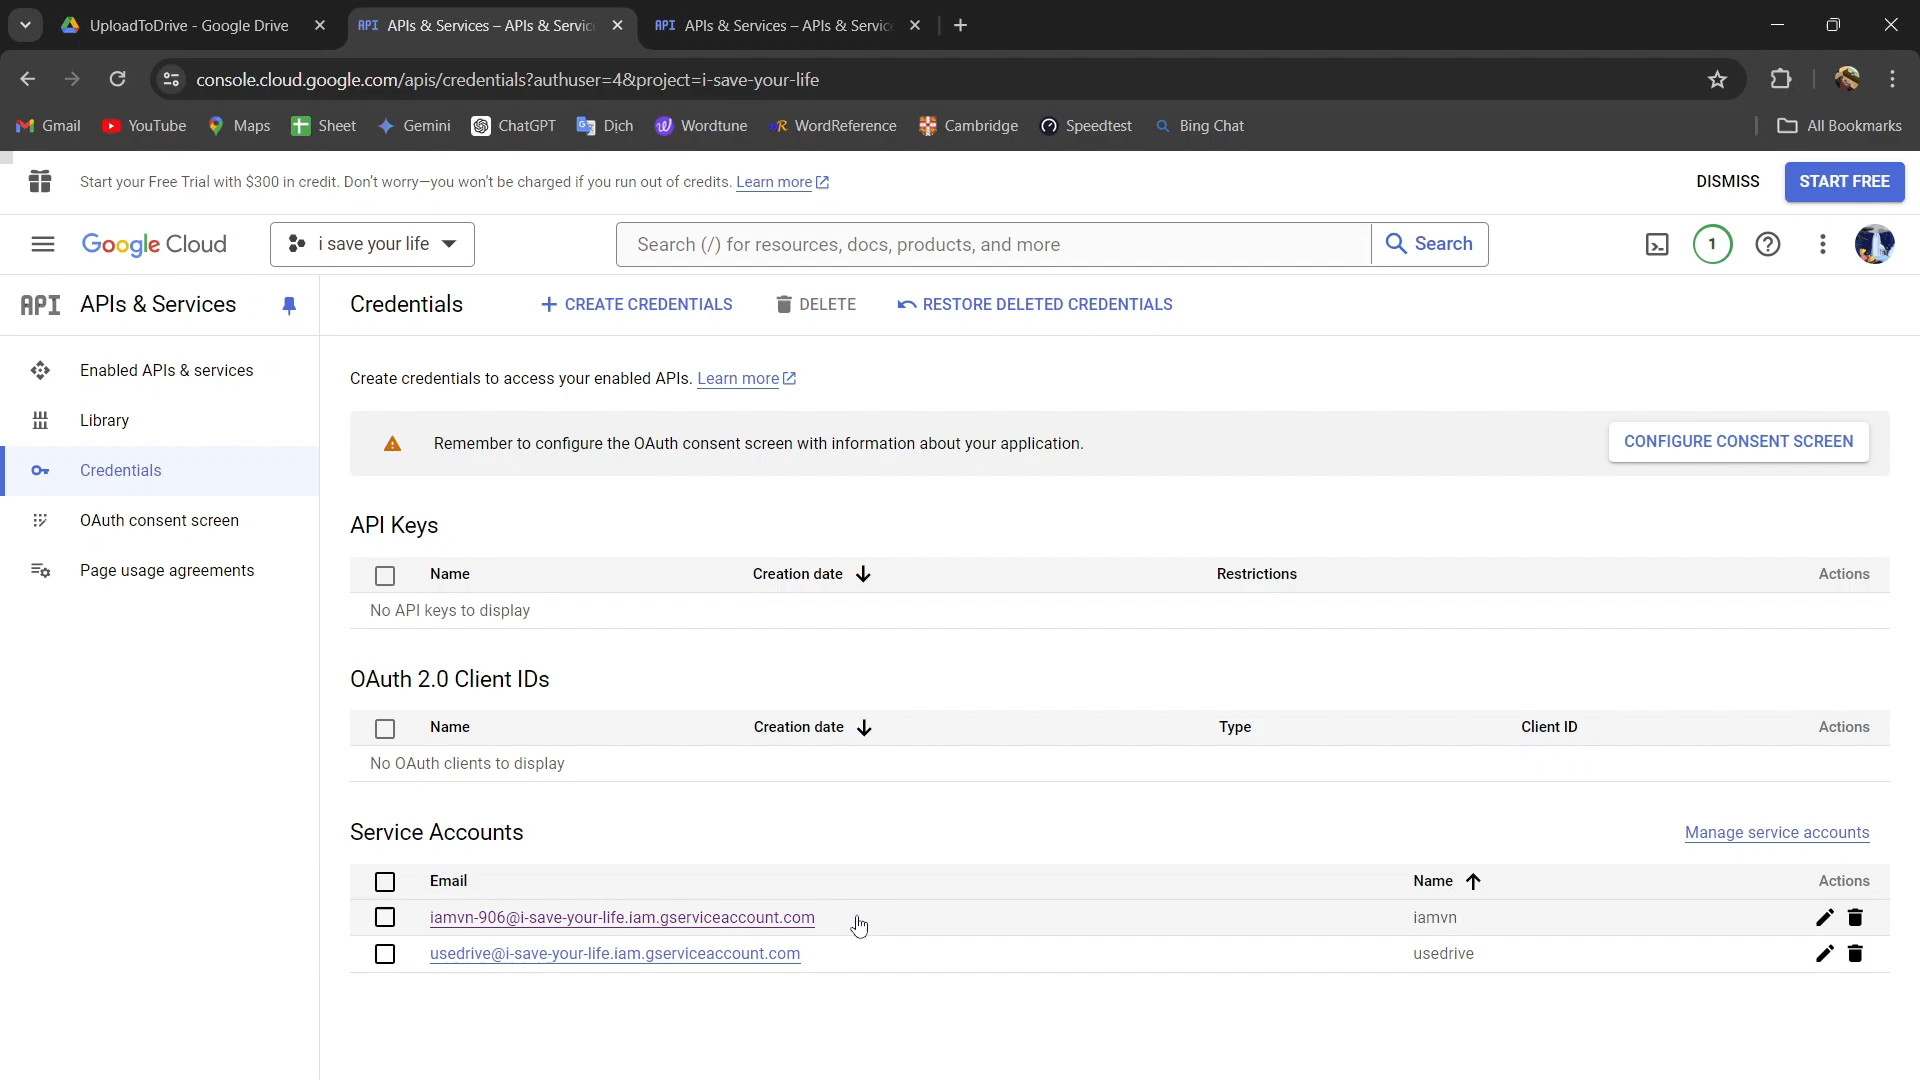 UploadToDrive - Google Drive
API APIs & Services – APIs & Servic
API APIs & Services – APIs & Servic
console.cloud.google.com/apis/credentials?authuser=4&project=i-save-your-life
Gmail YouTube Maps Sheet Gemini ChatGPT Dịch Wordtune WordReference Cambridge Speedtest Bing Chat All Bookmarks
Start your Free Trial with $300 in credit. Don't worry—you won't be charged if you run out of credits. Learn more DISMISS START FREE
Google Cloud i save your life Search (/) for resources, docs, products, and more Search 1
API APIs & Services
Credentials CREATE CREDENTIALS DELETE RESTORE DELETED CREDENTIALS
Enabled APIs & services
Library
Credentials
OAuth consent screen
Page usage agreements
Create credentials to access your enabled APIs. Learn more
Remember to configure the OAuth consent screen with information about your application. CONFIGURE CONSENT SCREEN
API Keys
Name Creation date Restrictions Actions
No API keys to display
OAuth 2.0 Client IDs
Name Creation date Type Client ID Actions
No OAuth clients to display
Service Accounts Manage service accounts
Email Name Actions
iamvn-906@i-save-your-life.iam.gserviceaccount.com iamvn
usedrive@i-save-your-life.iam.gserviceaccount.com usedrive